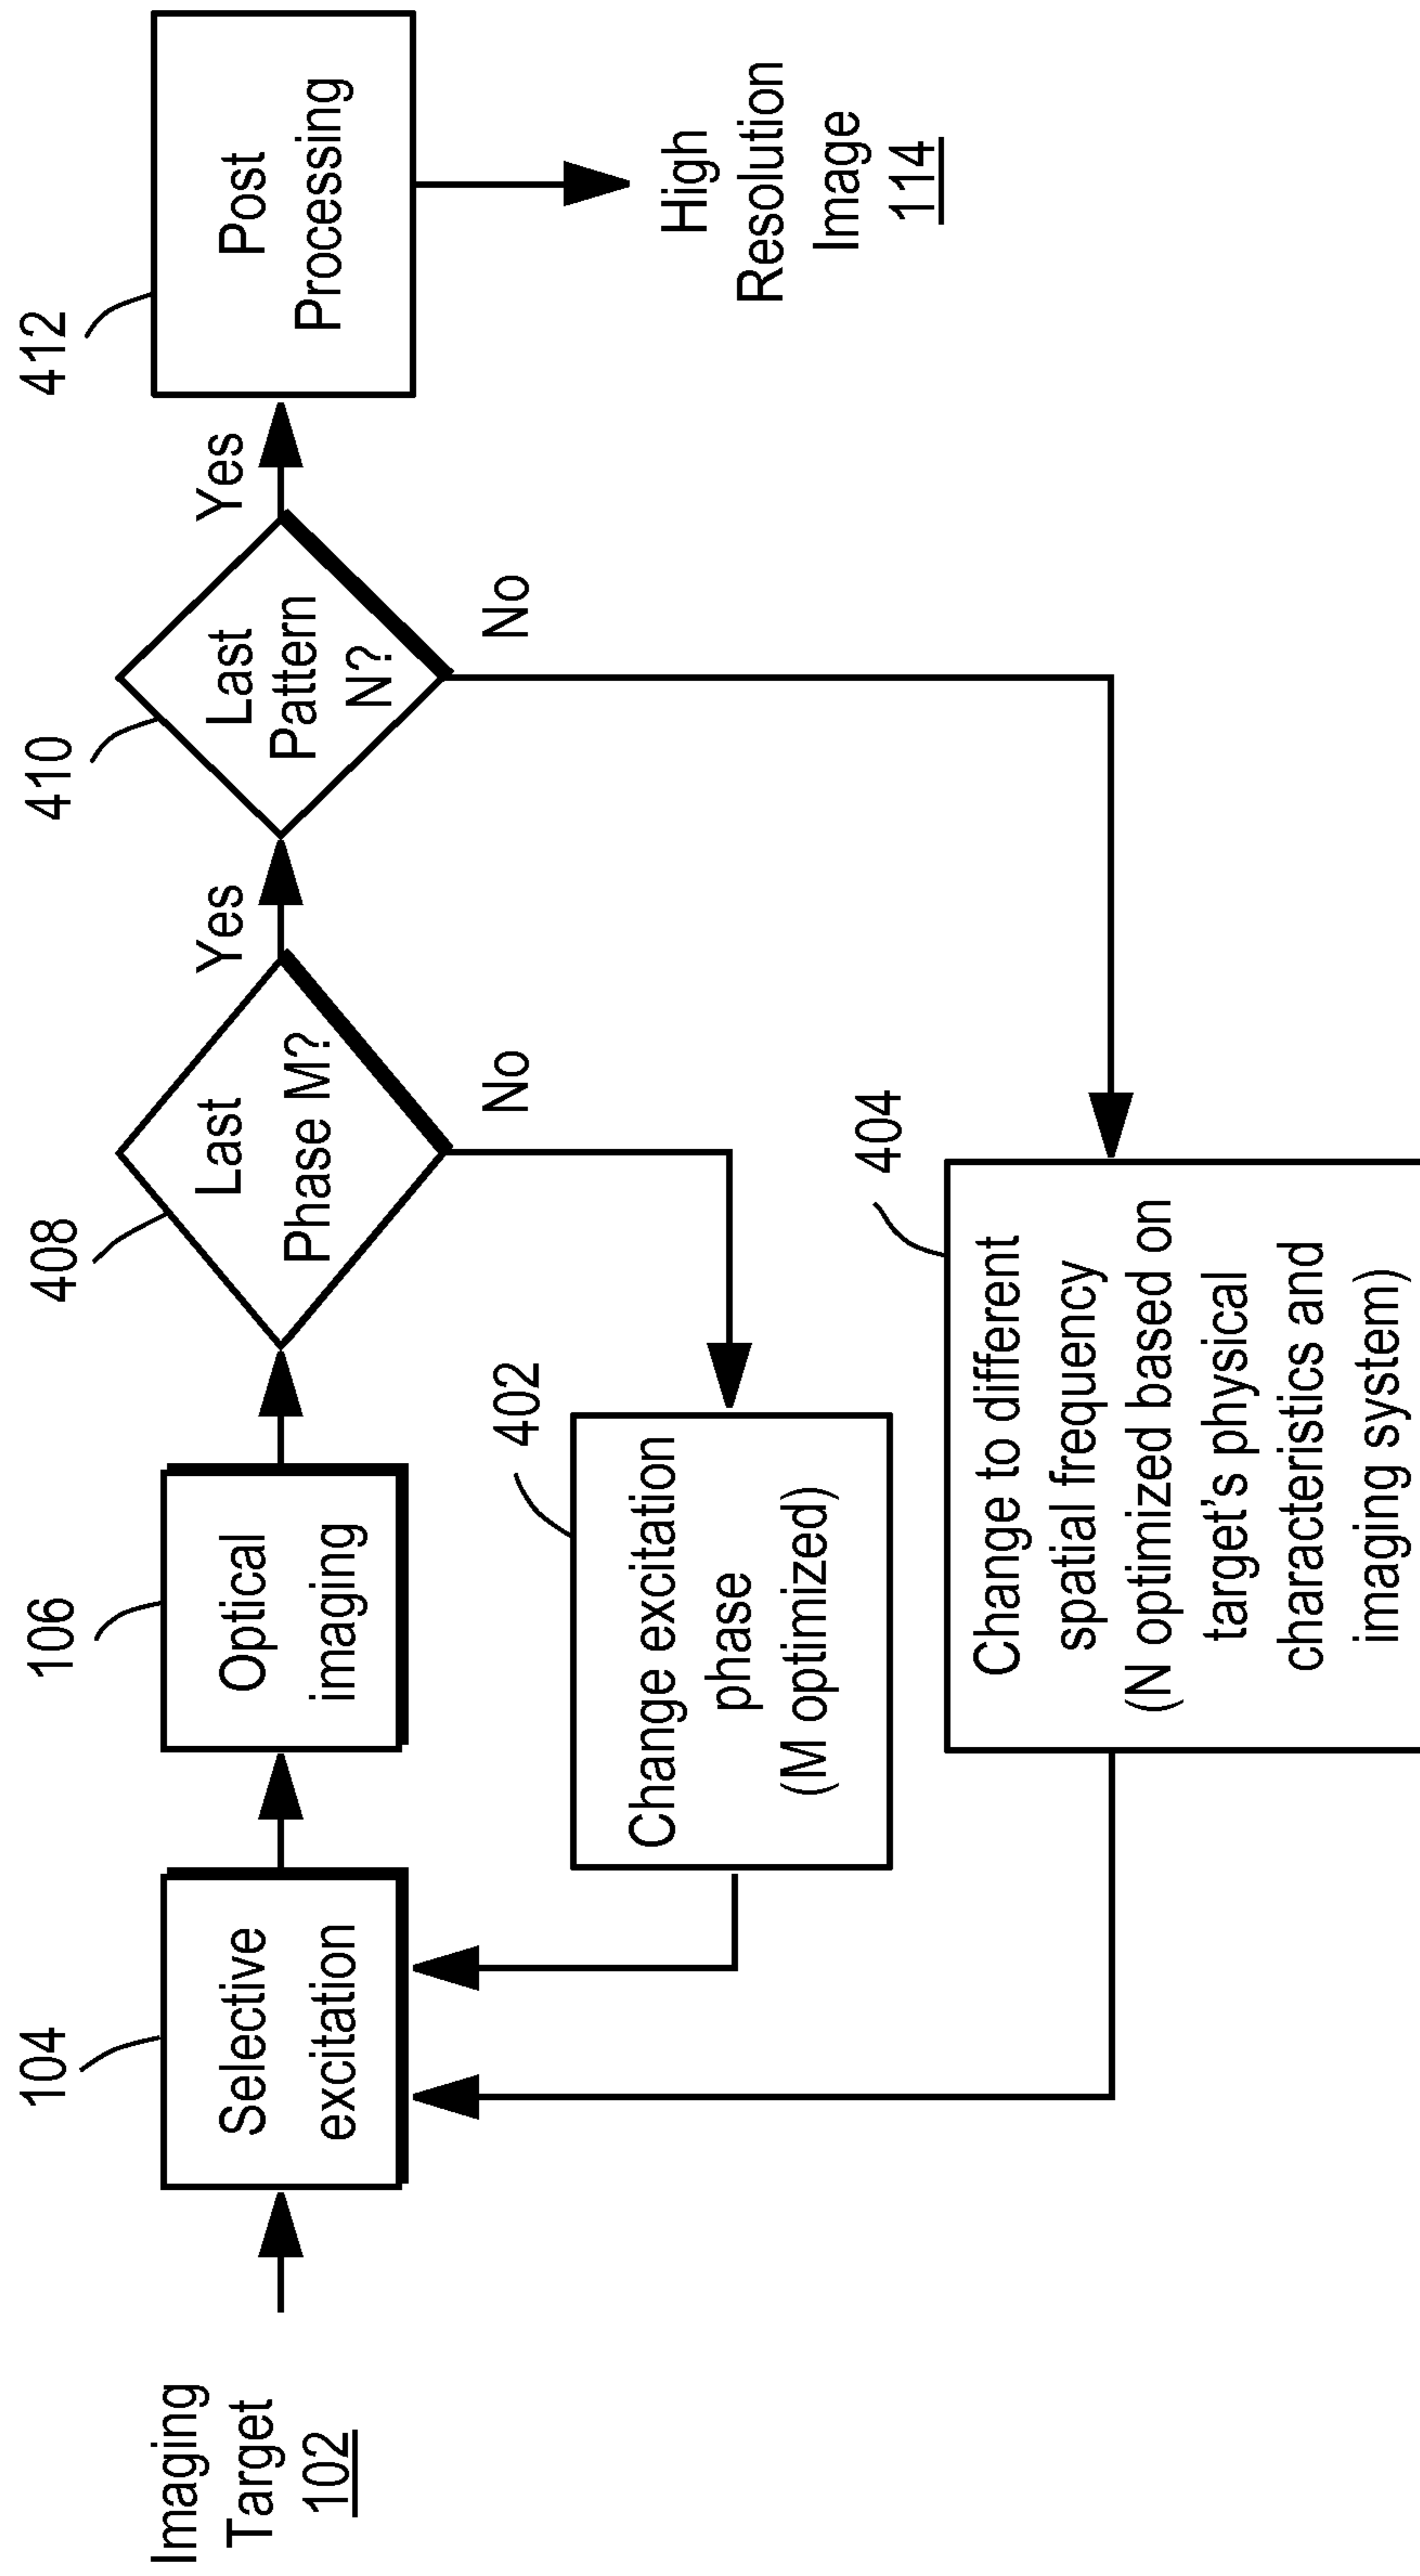 Imaging
Target
102
104
Selective
excitation
106
Optical
imaging
408
Last
Phase M?
Yes
No
410
Last
Pattern
N?
Yes
No
412
Post
Processing
High
Resolution
Image
114
402
Change excitation
phase
(M optimized)
404
Change to different
spatial frequency
(N optimized based on
target's physical
characteristics and
imaging system)